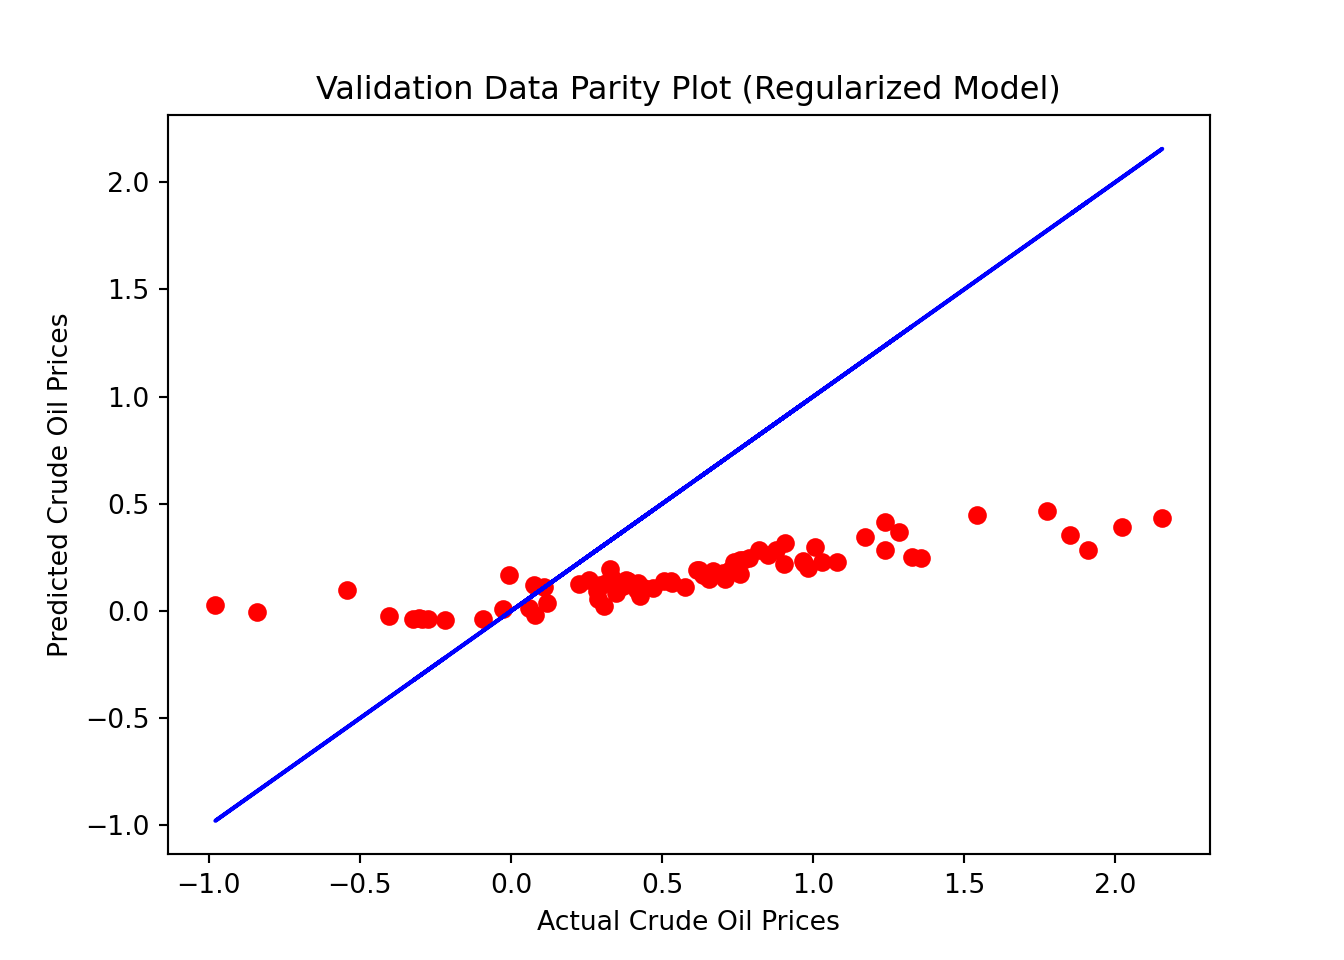 Validation Data Parity Plot (Regularized Model)
2.0
1.5
1.0
0.5
0.0
−0.5
−1.0
Predicted Crude Oil Prices
−1.0 −0.5 0.0 0.5 1.0 1.5 2.0
Actual Crude Oil Prices